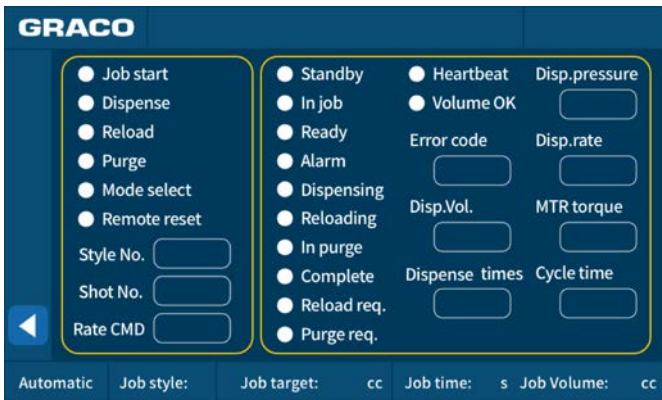 GRACO
Job start
Dispense
Reload
Purge
Mode select
Remote reset
Style No.
Shot No.
Rate CMD
Standby
In job
Ready
Alarm
Dispensing
Reloading
In purge
Complete
Reload req.
Purge req.
Heartbeat
Volume OK
Error code
Disp.Vol.
Dispense times
Disp.pressure
Disp.rate
MTR torque
Cycle time
Automatic Job style: Job target: cc Job time: s Job Volume: cc